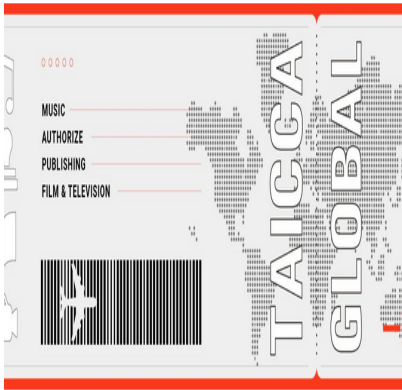 MUSIC
AUTHORIZE
PUBLISHING
FILM & TELEVISION
TAICCA
GLOBAL